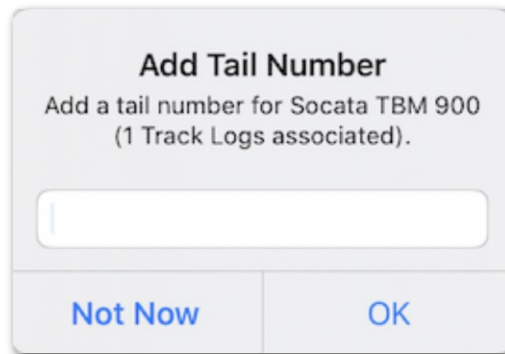 Add Tail Number
Add a tail number for Socata TBM 900
(1 Track Logs associated).
Not Now
OK